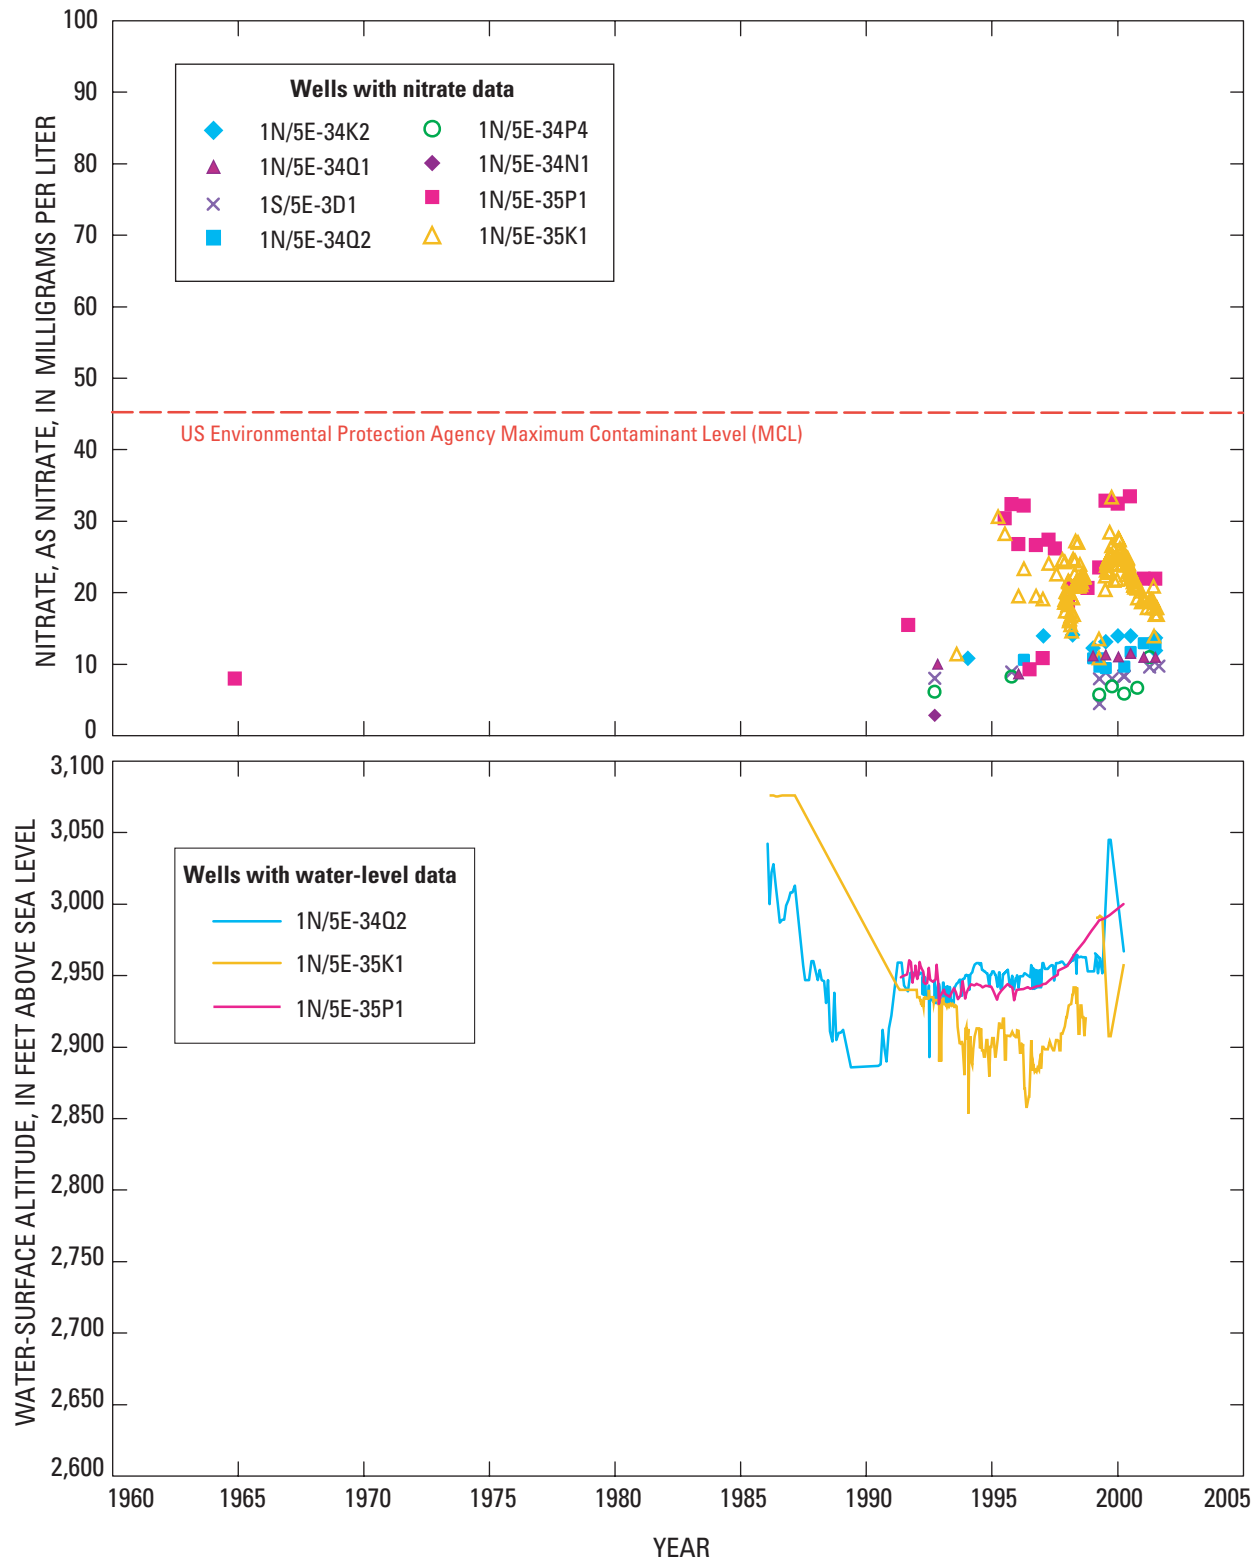 NITRATE, AS NITRATE, IN MILLIGRAMS PER LITER
100
90
80
70
60
50
40
30
20
10
0
Wells with nitrate data
1N/5E-34K2
1N/5E-34Q1
1S/5E-3D1
1N/5E-34Q2
1N/5E-34P4
1N/5E-34N1
1N/5E-35P1
1N/5E-35K1
US Environmental Protection Agency Maximum Contaminant Level (MCL)
WATER-SURFACE ALTITUDE, IN FEET ABOVE SEA LEVEL
3,100
3,050
3,000
2,950
2,900
2,850
2,800
2,750
2,700
2,650
2,600
Wells with water-level data
1N/5E-34Q2
1N/5E-35K1
1N/5E-35P1
1960 1965 1970 1975 1980 1985 1990 1995 2000 2005
YEAR